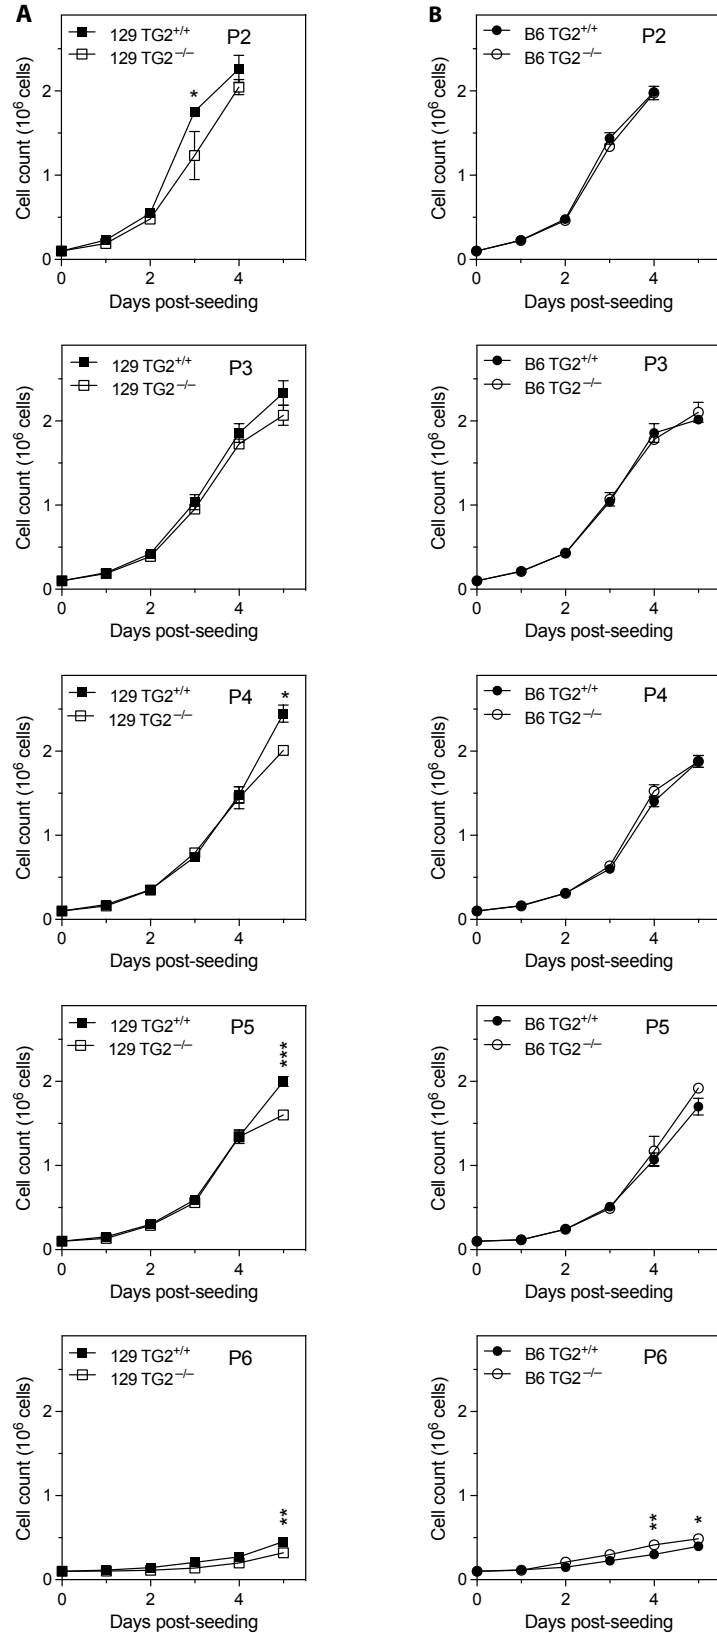 A
129 TG2+/+
129 TG2−/−
P2
*
Cell count (10⁶ cells)
2
1
0
0 2 4
Days post-seeding
129 TG2+/+
129 TG2−/−
P3
Cell count (10⁶ cells)
2
1
0
0 2 4
Days post-seeding
129 TG2+/+
129 TG2−/−
P4
*
Cell count (10⁶ cells)
2
1
0
0 2 4
Days post-seeding
129 TG2+/+
129 TG2−/−
P5
***
Cell count (10⁶ cells)
2
1
0
0 2 4
Days post-seeding
129 TG2+/+
129 TG2−/−
P6
**
Cell count (10⁶ cells)
2
1
0
0 2 4
Days post-seeding
B
B6 TG2+/+
B6 TG2−/−
P2
Cell count (10⁶ cells)
2
1
0
0 2 4
Days post-seeding
B6 TG2+/+
B6 TG2−/−
P3
Cell count (10⁶ cells)
2
1
0
0 2 4
Days post-seeding
B6 TG2+/+
B6 TG2−/−
P4
Cell count (10⁶ cells)
2
1
0
0 2 4
Days post-seeding
B6 TG2+/+
B6 TG2−/−
P5
Cell count (10⁶ cells)
2
1
0
0 2 4
Days post-seeding
B6 TG2+/+
B6 TG2−/−
P6
** *
Cell count (10⁶ cells)
2
1
0
0 2 4
Days post-seeding